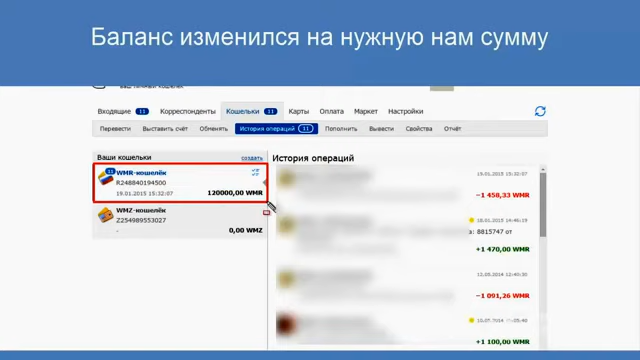 Баланс изменился на нужную нам сумму
Входящие 11 Корреспонденты Кошельки 11 Карты Оплата Маркет Настройки
Перевести Выставить счёт Обменять История операций 11 Пополнить Вывести Свойства Отчёт
Ваши кошельки создать
История операций
11 WMR-кошелёк
R248840194500
19.01.2015 15:32:07 120000,00 WMR
WMZ-кошелёк
Z254989553027
- 0,00 WMZ
19.01.2015 15:32:07
−1 458,33 WMR
18.01.2015 14:46:19
8815747 от
+1 470,00 WMR
12.05.2014 12:40:30
−1 091,26 WMR
+1 100,00 WMR